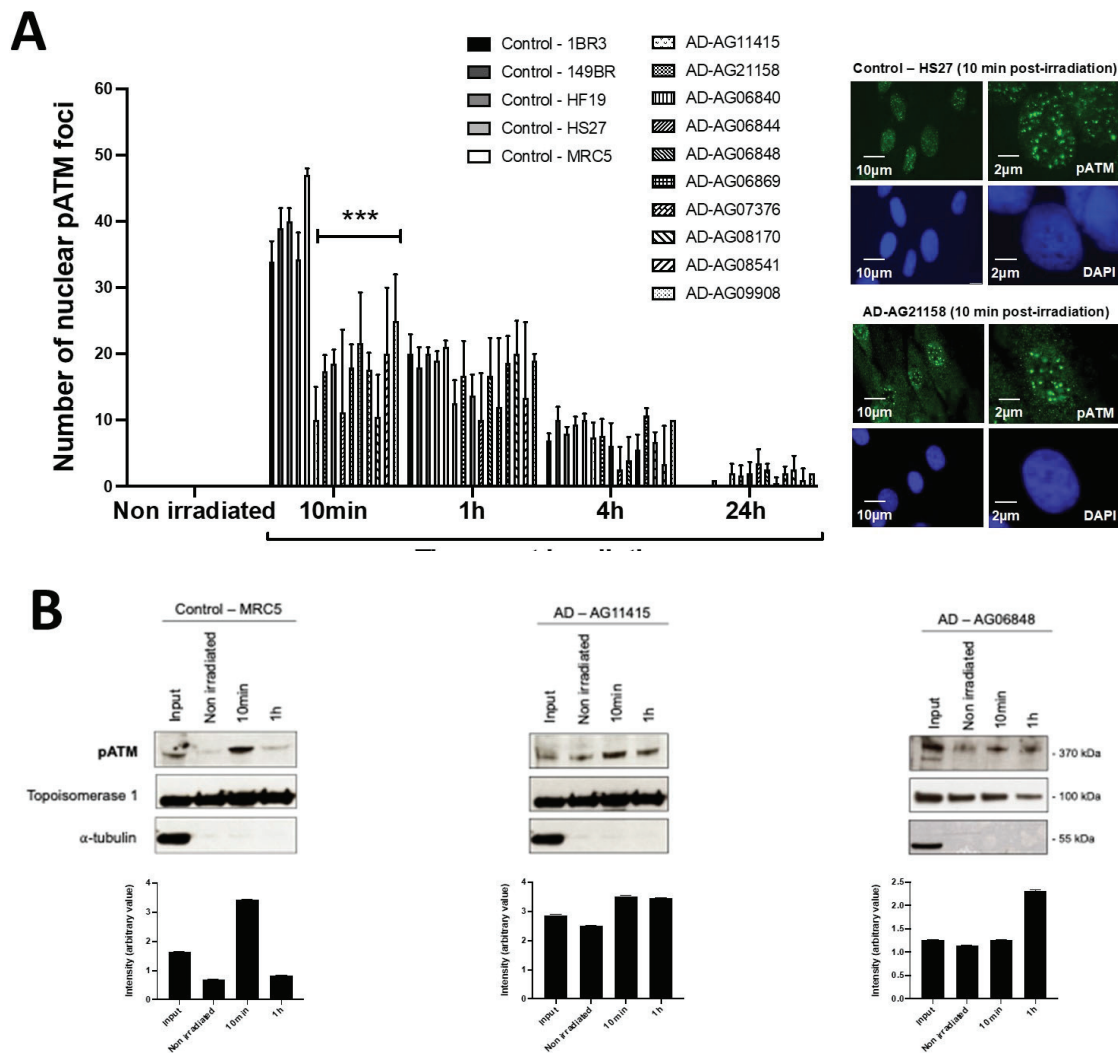 A
Control - 1BR3
Control - 149BR
Control - HF19
Control - HS27
Control - MRC5
AD-AG11415
AD-AG21158
AD-AG06840
AD-AG06844
AD-AG06848
AD-AG06869
AD-AG07376
AD-AG08170
AD-AG08541
AD-AG09908
Number of nuclear pATM foci
60
50
40
30
20
10
0
***
Non irradiated
10min
1h
4h
24h
Control – HS27 (10 min post-irradiation)
10µm
2µm
pATM
10µm
2µm
DAPI
AD-AG21158 (10 min post-irradiation)
10µm
2µm
pATM
10µm
2µm
DAPI
B
Control – MRC5
Input
Non irradiated
10min
1h
pATM
Topoisomerase 1
α-tubulin
AD – AG11415
Input
Non irradiated
10min
1h
AD – AG06848
Input
Non irradiated
10min
1h
- 370 kDa
- 100 kDa
- 55 kDa
Intensity (arbitrary value)
4
3
2
1
0
Input
Non irradiated
10min
1h
Intensity (arbitrary value)
4
3
2
1
0
Input
Non irradiated
10min
1h
Intensity (arbitrary value)
2.5
2.0
1.5
1.0
0.5
0.0
Input
Non irradiated
10min
1h